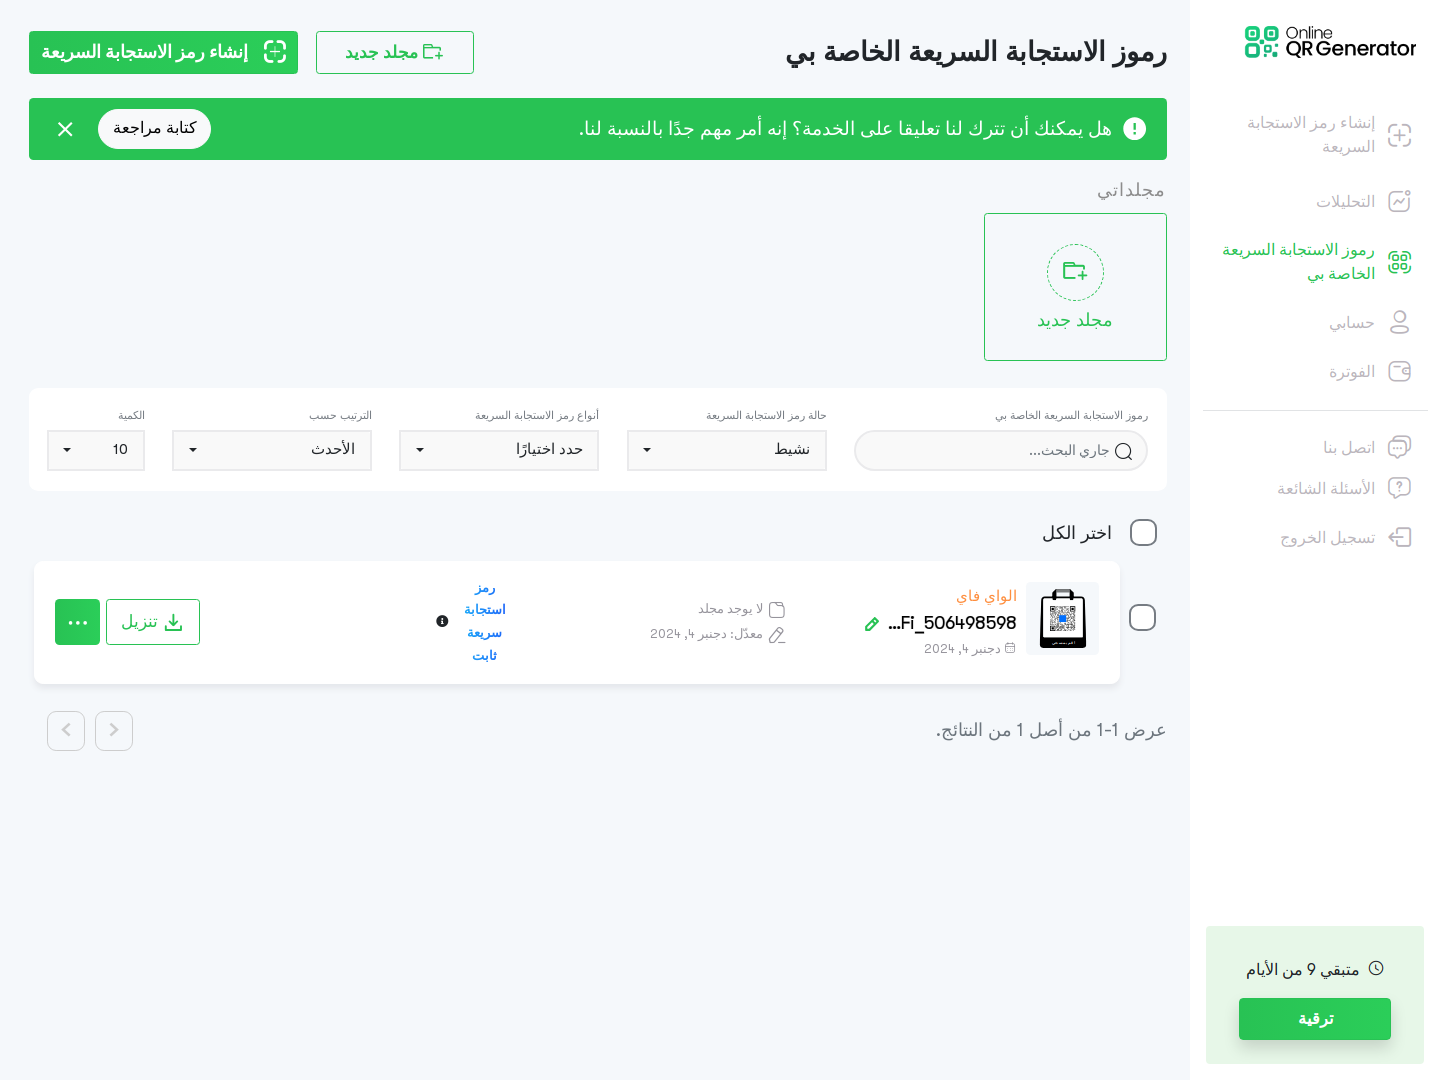 Online
QR Generator
إنشاء رمز الاستجابة
السريعة
التحليلات
رموز الاستجابة السريعة
الخاصة بي
حسابي
الفوترة
اتصل بنا
الأسئلة الشائعة
تسجيل الخروج
متبقي 9 من الأيام
ترقية
رموز الاستجابة السريعة الخاصة بي
مجلد جديد
إنشاء رمز الاستجابة السريعة
هل يمكنك أن تترك لنا تعليقا على الخدمة؟ إنه أمر مهم جدًا بالنسبة لنا.
كتابة مراجعة
مجلداتي
مجلد جديد
رموز الاستجابة السريعة الخاصة بي
جاري البحث...
حالة رمز الاستجابة السريعة
نشيط
أنواع رمز الاستجابة السريعة
حدد اختيارًا
الترتيب حسب
الأحدث
الكمية
10
اختر الكل
الواي فاي
Fi_506498598...
دجنبر 4, 2024
لا يوجد مجلد
معدّل: دجنبر 4, 2024
رمز
استجابة
سريعة
ثابت
تنزيل
عرض 1-1 من أصل 1 من النتائج.